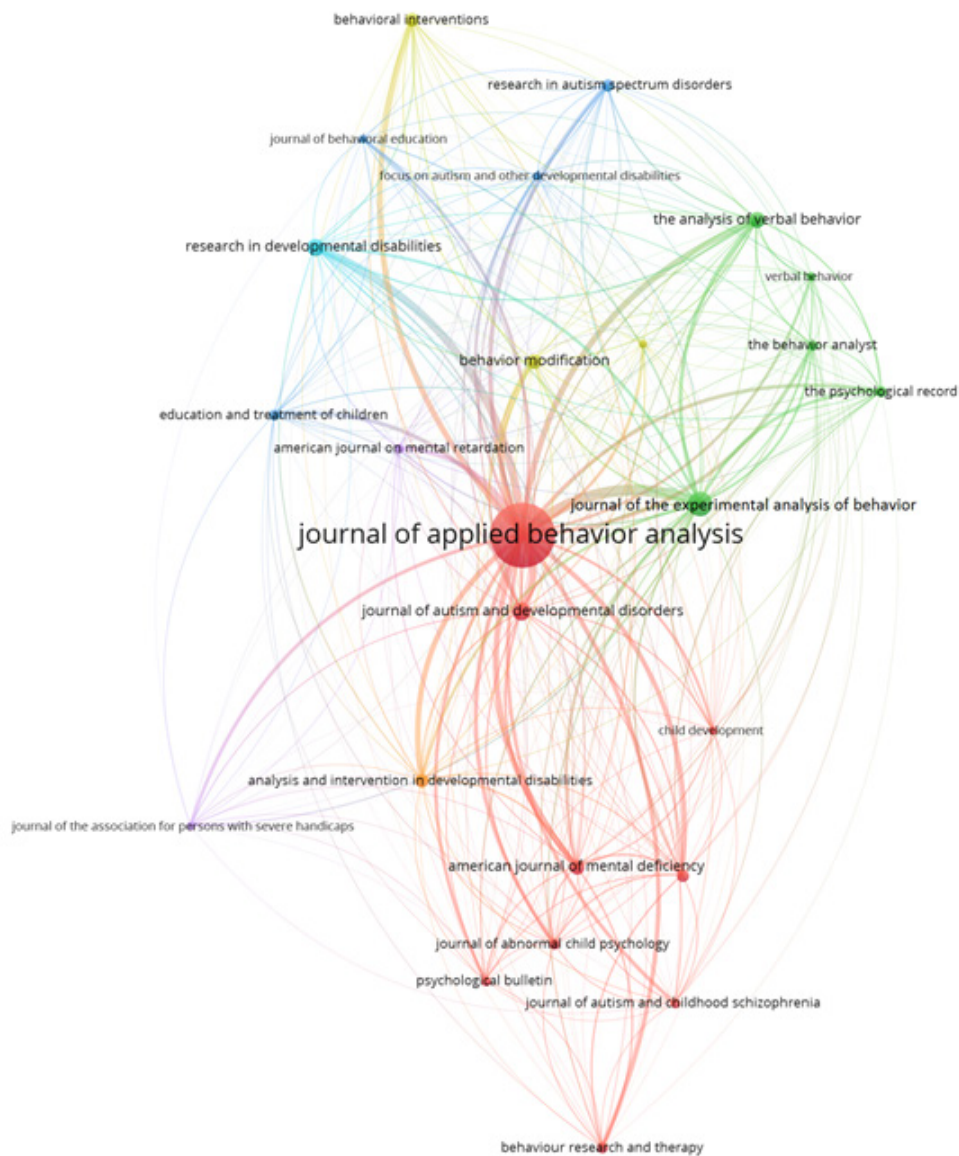 behavioral interventions
research in autism spectrum disorders
journal of behavioral education
focus on autism and other developmental disabilities
the analysis of verbal behavior
research in developmental disabilities
verbal behavior
the behavior analyst
behavior modification
the psychological record
education and treatment of children
american journal on mental retardation
journal of the experimental analysis of behavior
journal of applied behavior analysis
journal of autism and developmental disorders
child development
analysis and intervention in developmental disabilities
journal of the association for persons with severe handicaps
american journal of mental deficiency
journal of abnormal child psychology
psychological bulletin
journal of autism and childhood schizophrenia
behaviour research and therapy